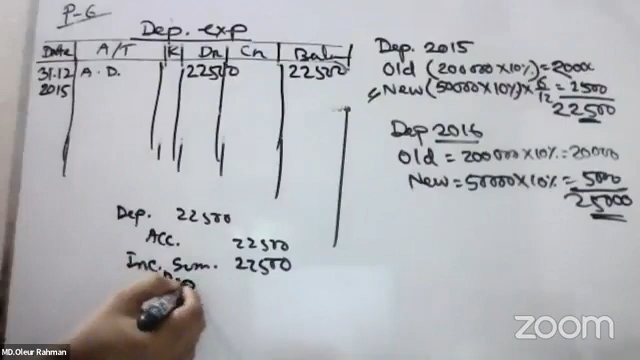 P-6
Dep. exp
Date A/T K Dr Cr Bal
31.12 A.D. 22500 22500
2015
Dep. 2015
Old (200000×10%)=20000
New (50000×10%)× 6/12 = 2500
22500
Dep 2016
Old = 200000×10% = 20000
New = 50000×10% = 5000
25000
Dep. 22500
Acc. 22500
Inc. Sum. 22500
MD.Oleur Rahman
zoom